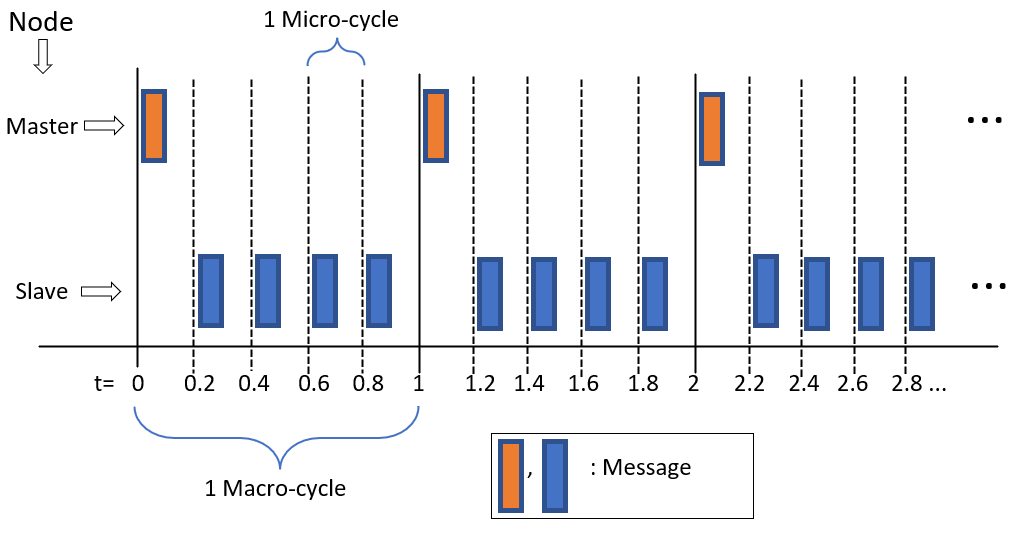 Node
1 Micro-cycle
Master
...
Slave
...
t= 0 0.2 0.4 0.6 0.8 1 1.2 1.4 1.6 1.8 2 2.2 2.4 2.6 2.8 ...
1 Macro-cycle
, : Message